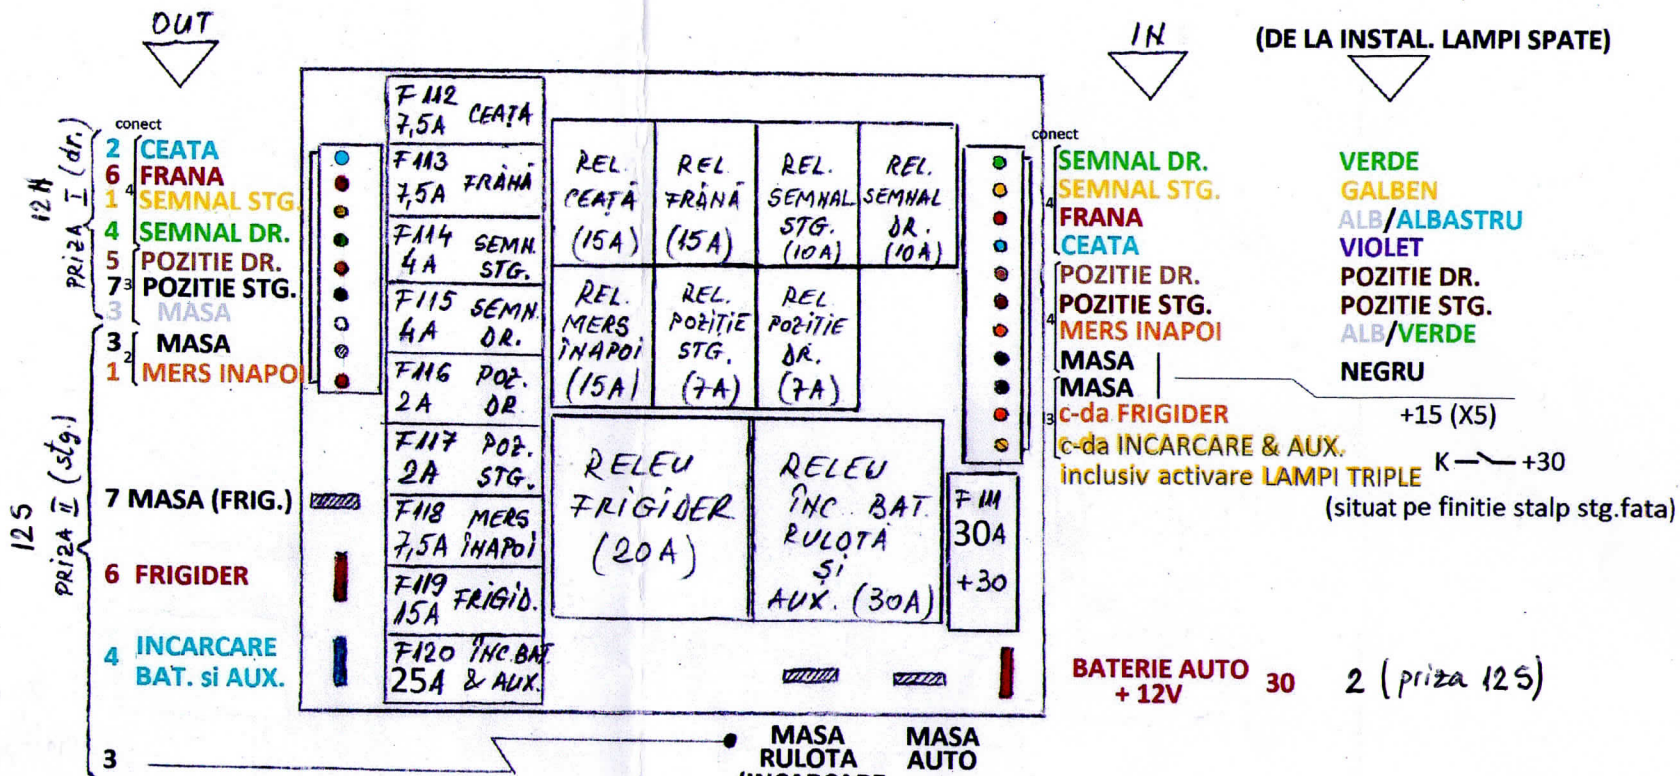 OUT
IN
(DE LA INSTAL. LAMPI SPATE)
12N
PRIZA I (dr.)
conect
2 CEATA
6 FRANA
4
1 SEMNAL STG.
4 SEMNAL DR.
5 POZITIE DR.
7 3 POZITIE STG.
3 MASA
3 MASA
2
1 MERS INAPOI
12S
PRIZA II (stg.)
7 MASA (FRIG.)
6 FRIGIDER
4 INCARCARE
BAT. si AUX.
3
F112
7,5A CEAȚA
F113
7,5A FRÂNĂ
F114 SEMN.
4A STG.
F115 SEMN.
4A DR.
F116 POZ.
2A DR.
F117 POZ.
2A STG.
F118 MERS
7,5A ÎNAPOI
F119
15A FRIGID.
F120 ÎNC.BAT.
25A & AUX.
REL.
CEAȚĂ
(15A)
REL.
FRÂNĂ
(15A)
REL.
SEMNAL
STG.
(10A)
REL.
SEMNAL
DR.
(10A)
REL.
MERS
ÎNAPOI
(15A)
REL.
POZIȚIE
STG.
(7A)
REL
POZIȚIE
DR.
(7A)
RELEU
FRIGIDER
(20A)
RELEU
ÎNC. BAT.
RULOTĂ
ȘI
AUX. (30A)
F111
30A
+30
conect
SEMNAL DR. VERDE
SEMNAL STG. GALBEN
4
FRANA ALB/ALBASTRU
CEATA VIOLET
POZITIE DR. POZITIE DR.
POZITIE STG. POZITIE STG.
4
MERS INAPOI ALB/VERDE
MASA
NEGRU
MASA
3 c-da FRIGIDER +15 (X5)
c-da INCARCARE & AUX.
K +30
inclusiv activare LAMPI TRIPLE
(situat pe finitie stalp stg.fata)
BATERIE AUTO 30 2 (priza 12S)
+ 12V
MASA
RULOTA
(INCARCARE
MASA
AUTO